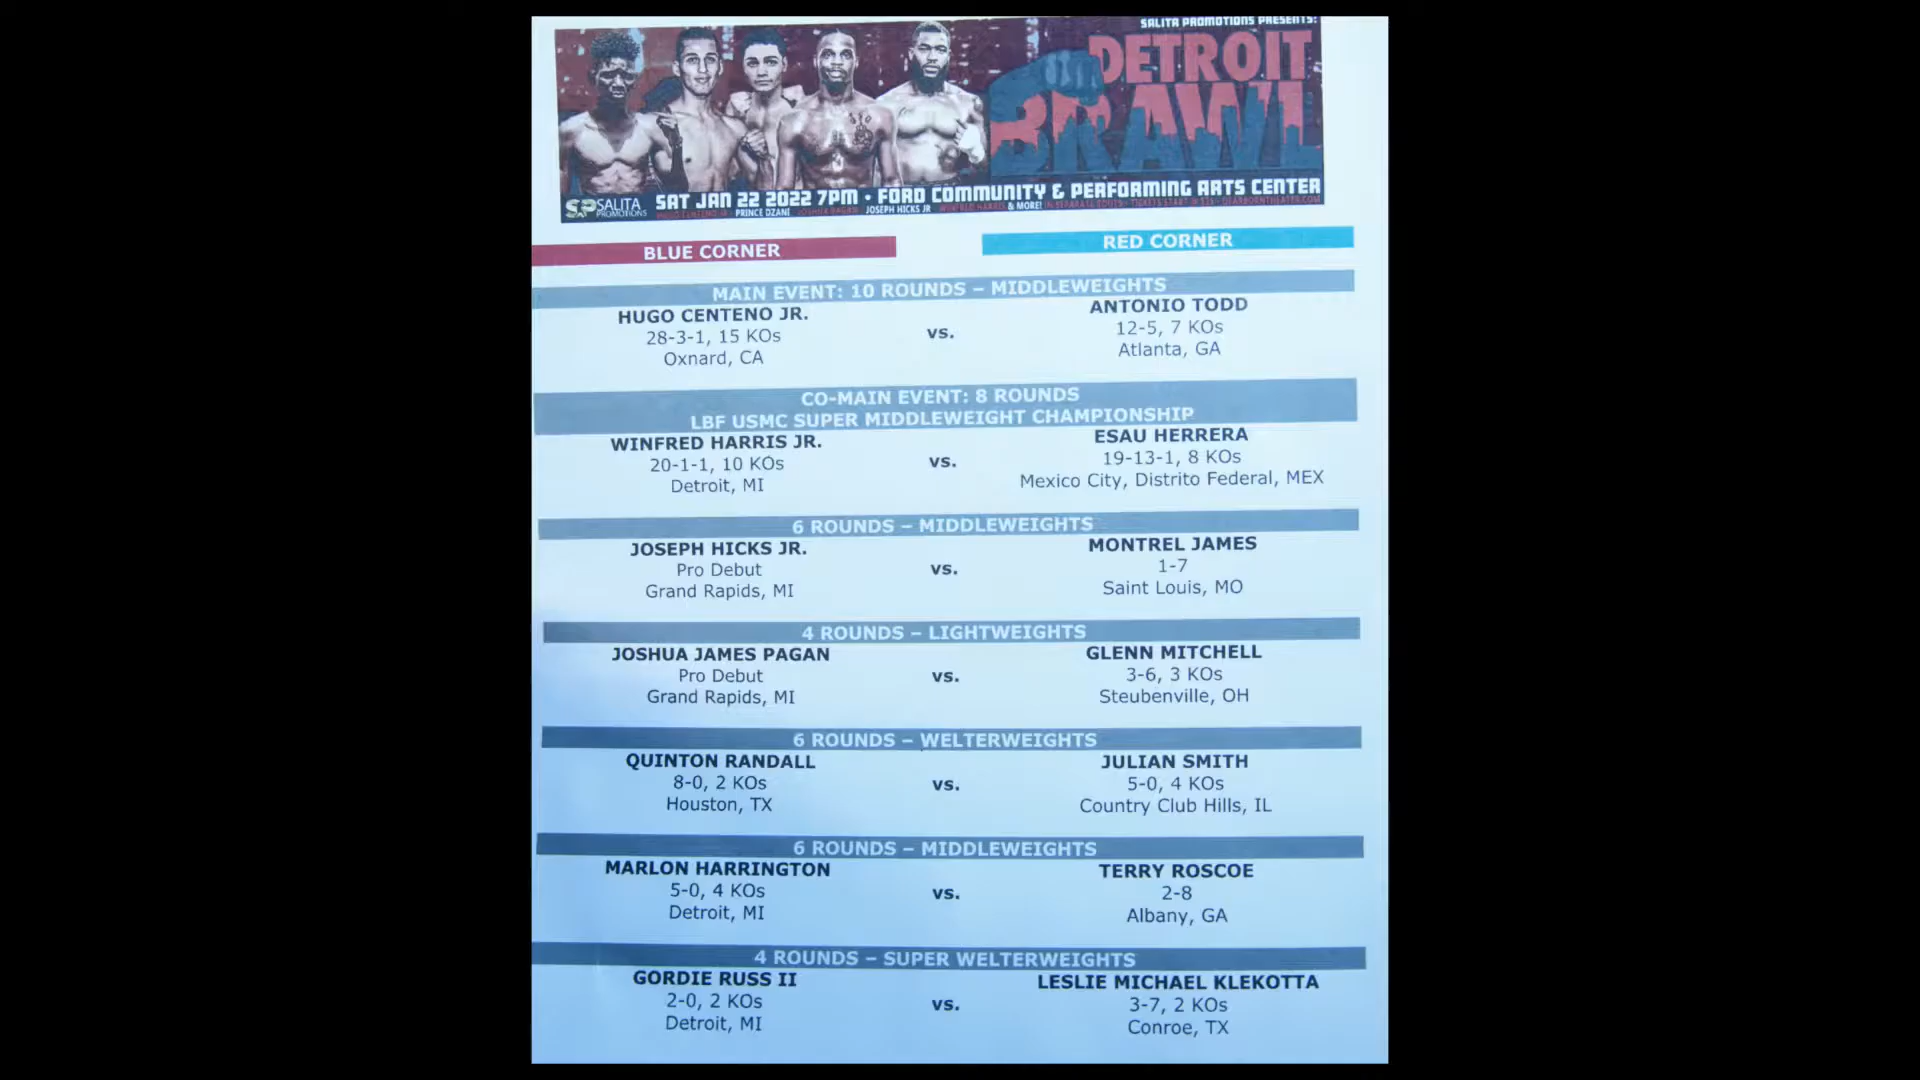 SALITA PROMOTIONS PRESENTS:
DETROIT
BRAWL
SP SALITA PROMOTIONS
SAT JAN 22 2022 7PM • FORD COMMUNITY & PERFORMING ARTS CENTER
HUGO CENTENO JR • PRINCE DZANI • JOSHUA PAGAN • JOSEPH HICKS JR • WINFRED HARRIS & MORE!
BLUE CORNER
RED CORNER
MAIN EVENT: 10 ROUNDS – MIDDLEWEIGHTS
HUGO CENTENO JR.
28-3-1, 15 KOs
Oxnard, CA
vs.
ANTONIO TODD
12-5, 7 KOs
Atlanta, GA
CO-MAIN EVENT: 8 ROUNDS
LBF USMC SUPER MIDDLEWEIGHT CHAMPIONSHIP
WINFRED HARRIS JR.
20-1-1, 10 KOs
Detroit, MI
vs.
ESAU HERRERA
19-13-1, 8 KOs
Mexico City, Distrito Federal, MEX
6 ROUNDS – MIDDLEWEIGHTS
JOSEPH HICKS JR.
Pro Debut
Grand Rapids, MI
vs.
MONTREL JAMES
1-7
Saint Louis, MO
4 ROUNDS – LIGHTWEIGHTS
JOSHUA JAMES PAGAN
Pro Debut
Grand Rapids, MI
vs.
GLENN MITCHELL
3-6, 3 KOs
Steubenville, OH
6 ROUNDS – WELTERWEIGHTS
QUINTON RANDALL
8-0, 2 KOs
Houston, TX
vs.
JULIAN SMITH
5-0, 4 KOs
Country Club Hills, IL
6 ROUNDS – MIDDLEWEIGHTS
MARLON HARRINGTON
5-0, 4 KOs
Detroit, MI
vs.
TERRY ROSCOE
2-8
Albany, GA
4 ROUNDS – SUPER WELTERWEIGHTS
GORDIE RUSS II
2-0, 2 KOs
Detroit, MI
vs.
LESLIE MICHAEL KLEKOTTA
3-7, 2 KOs
Conroe, TX